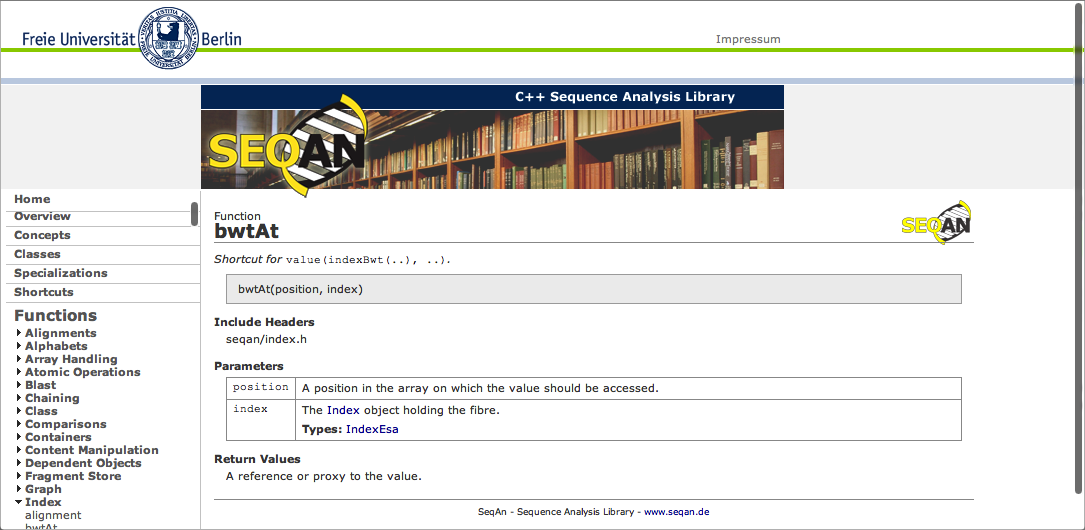 Freie Universität Berlin
Impressum
C++ Sequence Analysis Library
SEQAN
Home
Overview
Concepts
Classes
Specializations
Shortcuts
Functions
Alignments
Alphabets
Array Handling
Atomic Operations
Blast
Chaining
Class
Comparisons
Containers
Content Manipulation
Dependent Objects
Fragment Store
Graph
Index
alignment
bwtAt
Function
bwtAt
SEQAN
Shortcut for value(indexBwt(..), ..).
bwtAt(position, index)
Include Headers
seqan/index.h
Parameters
position A position in the array on which the value should be accessed.
index The Index object holding the fibre.
Types: IndexEsa
Return Values
A reference or proxy to the value.
SeqAn - Sequence Analysis Library - www.seqan.de